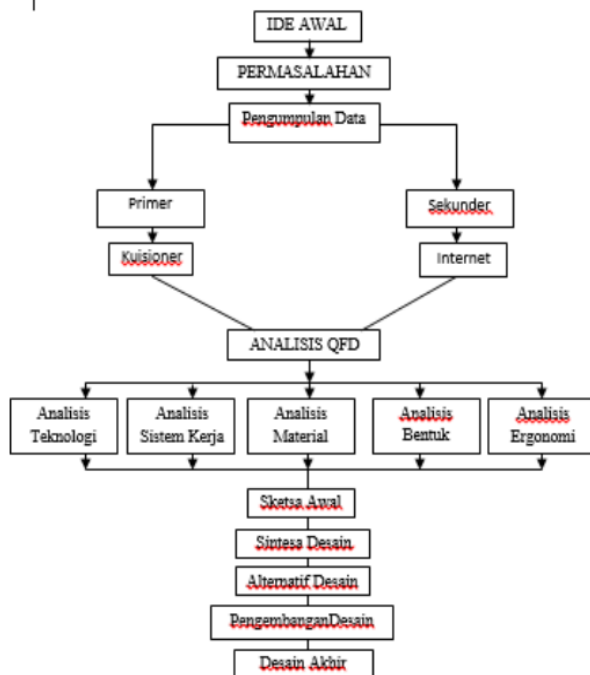 IDE AWAL
PERMASALAHAN
Pengumpulan Data
Primer
Sekunder
Kuisioner
Internet
ANALISIS QFD
Analisis
Teknologi
Analisis
Sistem Kerja
Analisis
Material
Analisis
Bentuk
Analisis
Ergonomi
Sketsa Awal
Sintesa Desain
Alternatif Desain
PengembanganDesain
Desain Akhir